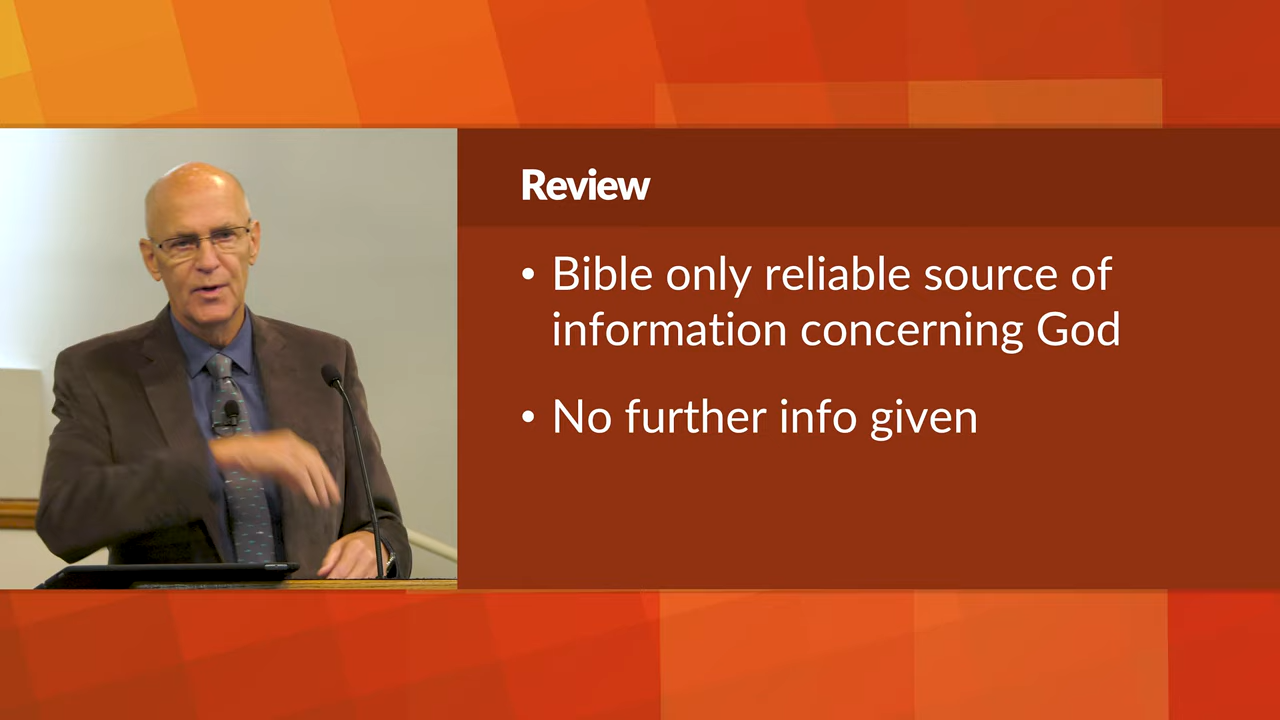 Review
• Bible only reliable source of
information concerning God
• No further info given